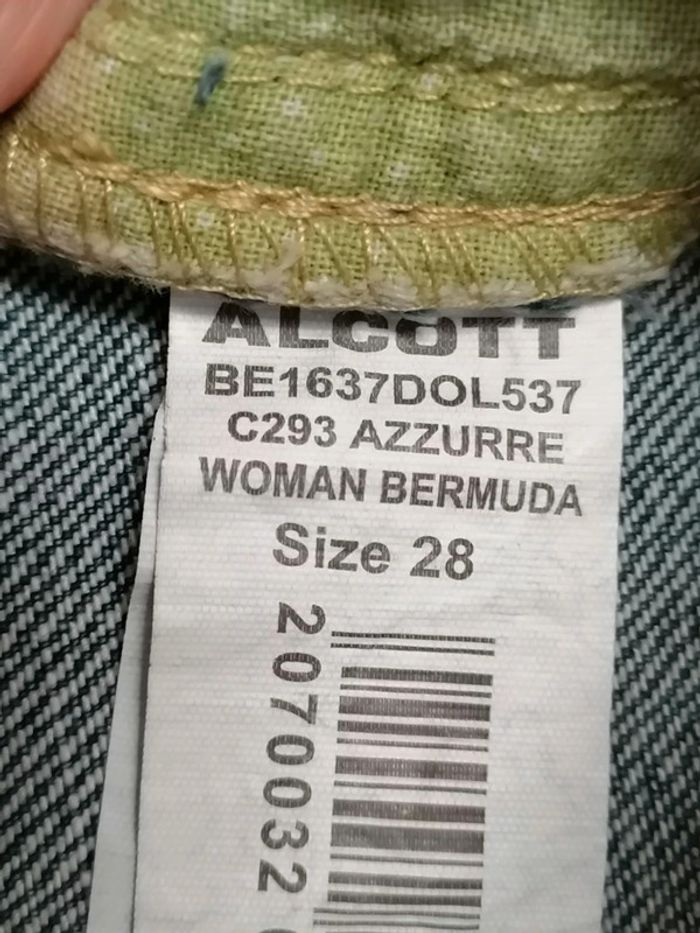 ALCOTT
BE1637DOL537
C293 AZZURRE
WOMAN BERMUDA
Size 28
2070032